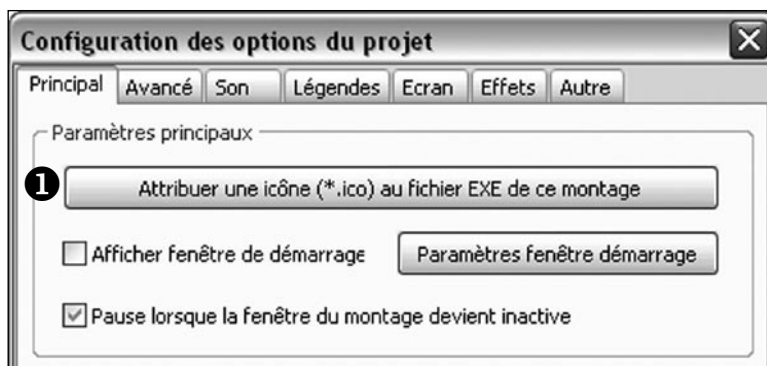 Configuration des options du projet
Principal Avancé Son Légendes Ecran Effets Autre
Paramètres principaux
❶ Attribuer une icône (*.ico) au fichier EXE de ce montage
Afficher fenêtre de démarrage Paramètres fenêtre démarrage
Pause lorsque la fenêtre du montage devient inactive